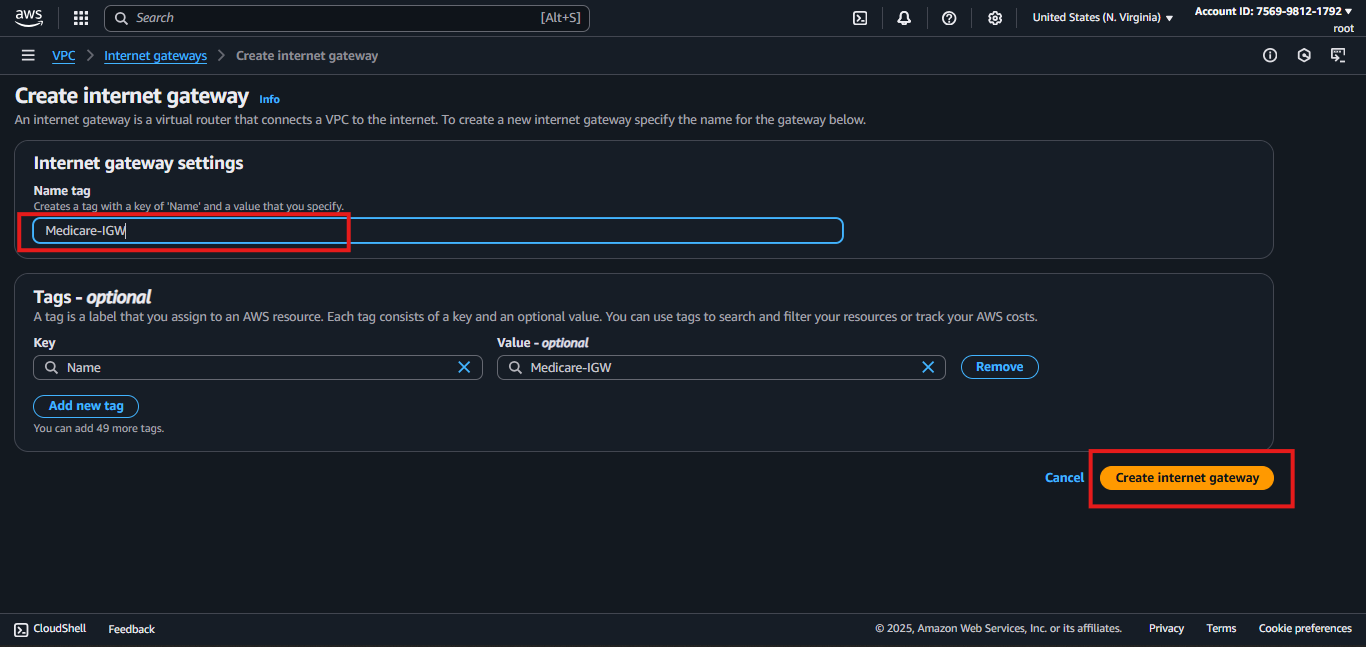 aws
Search [Alt+S]
United States (N. Virginia)
Account ID: 7569-9812-1792
root
VPC
Internet gateways
Create internet gateway
Create internet gateway Info
An internet gateway is a virtual router that connects a VPC to the internet. To create a new internet gateway specify the name for the gateway below.
Internet gateway settings
Name tag
Creates a tag with a key of 'Name' and a value that you specify.
Medicare-IGW
Tags - optional
A tag is a label that you assign to an AWS resource. Each tag consists of a key and an optional value. You can use tags to search and filter your resources or track your AWS costs.
Key Value - optional
Name Medicare-IGW Remove
Add new tag
You can add 49 more tags.
Cancel Create internet gateway
CloudShell Feedback © 2025, Amazon Web Services, Inc. or its affiliates. Privacy Terms Cookie preferences